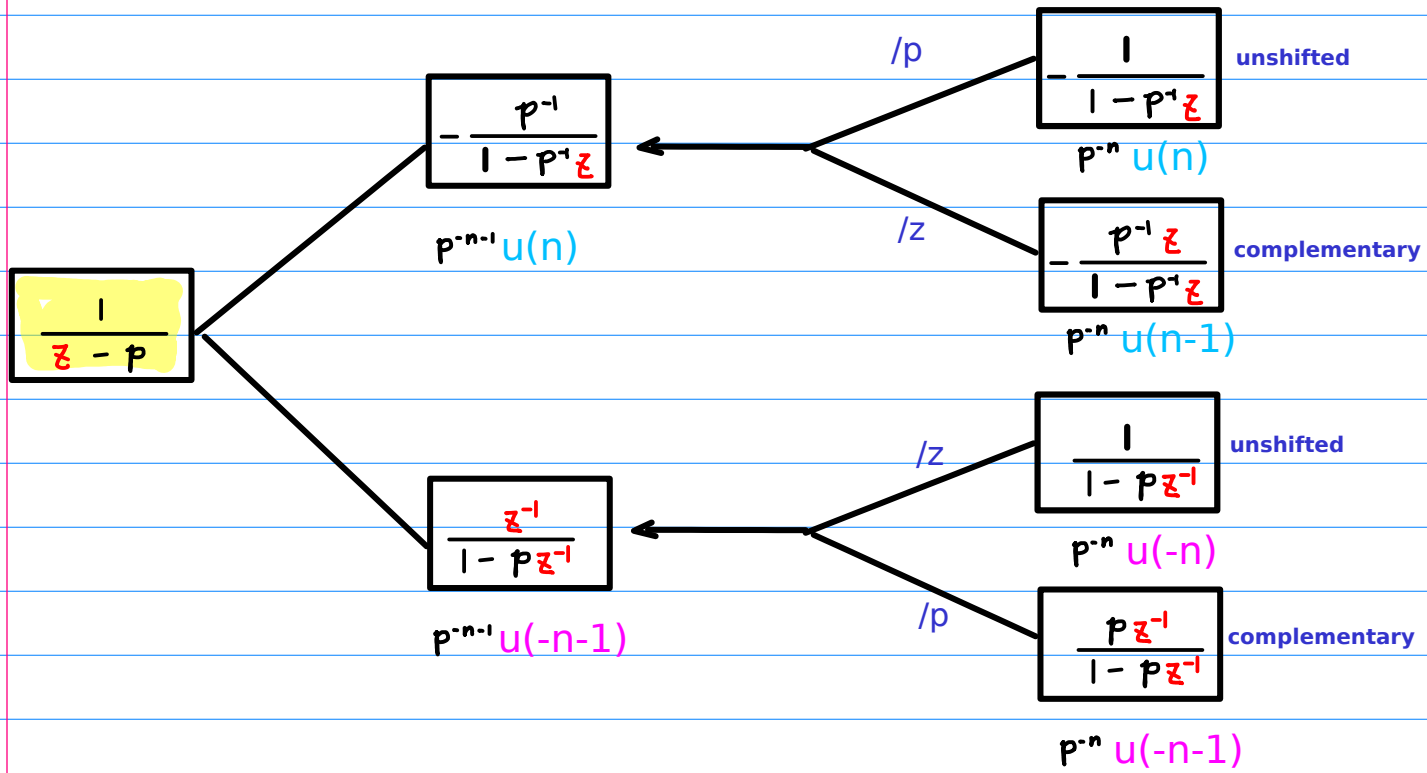 /p
- 1 / (1 - p⁻¹z)
unshifted
p⁻ⁿ u(n)
- p⁻¹ / (1 - p⁻¹z)
p⁻ⁿ⁻¹ u(n)
/z
- p⁻¹z / (1 - p⁻¹z)
complementary
p⁻ⁿ u(n-1)
1 / (z - p)
/z
1 / (1 - pz⁻¹)
unshifted
p⁻ⁿ u(-n)
z⁻¹ / (1 - pz⁻¹)
p⁻ⁿ⁻¹ u(-n-1)
/p
pz⁻¹ / (1 - pz⁻¹)
complementary
p⁻ⁿ u(-n-1)